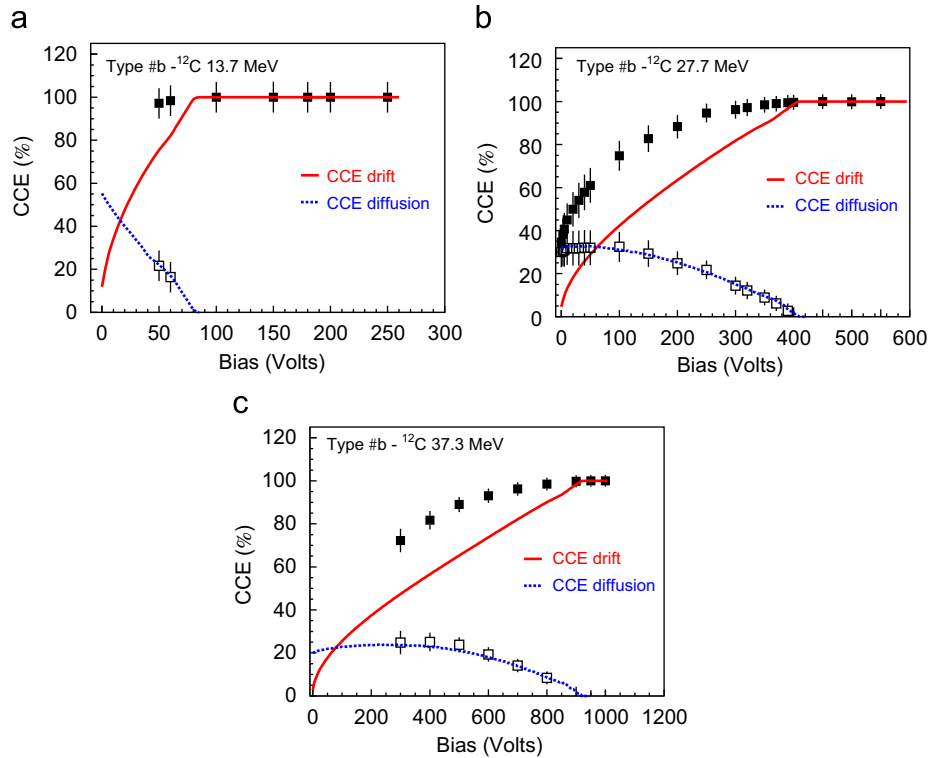 a
Type #b -¹²C 13.7 MeV
CCE (%)
120
100
80
60
40
20
0
CCE drift
CCE diffusion
0 50 100 150 200 250 300
Bias (Volts)
b
Type #b -¹²C 27.7 MeV
CCE (%)
120
100
80
60
40
20
0
CCE drift
CCE diffusion
0 100 200 300 400 500 600
Bias (Volts)
c
Type #b - ¹²C 37.3 MeV
CCE (%)
120
100
80
60
40
20
0
CCE drift
CCE diffusion
0 200 400 600 800 1000 1200
Bias (Volts)